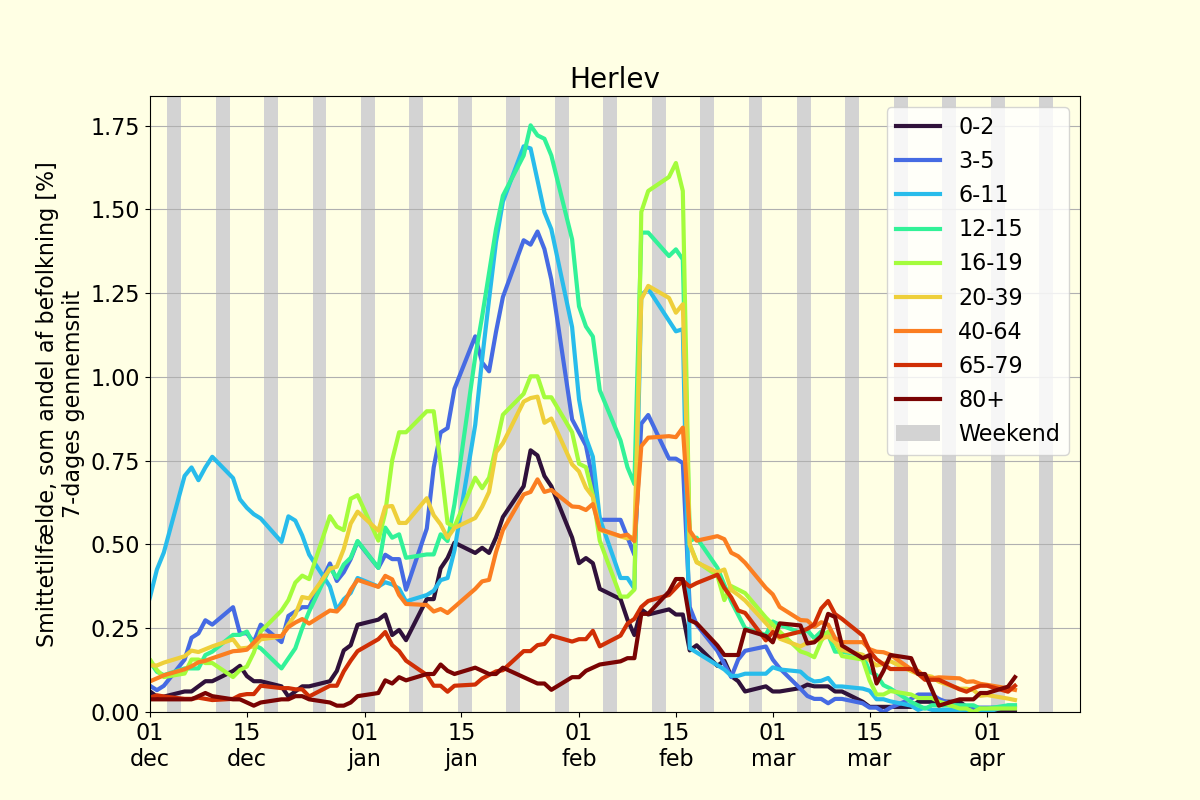 Herlev
Smittetilfælde, som andel af befolkning [%]
7-dages gennemsnit
1.75
1.50
1.25
1.00
0.75
0.50
0.25
0.00
01 dec
15 dec
01 jan
15 jan
01 feb
15 feb
01 mar
15 mar
01 apr
0-2
3-5
6-11
12-15
16-19
20-39
40-64
65-79
80+
Weekend